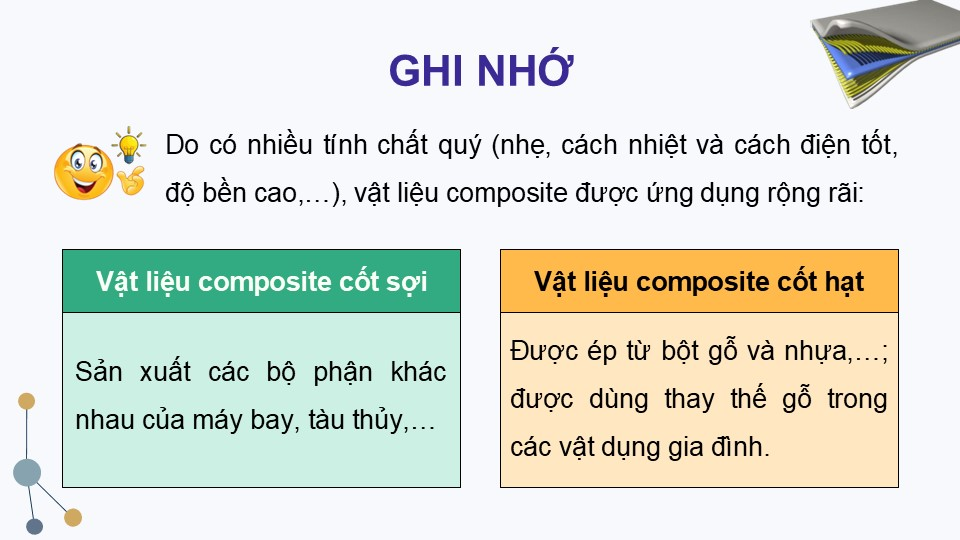 GHI NHỚ
Do có nhiều tính chất quý (nhẹ, cách nhiệt và cách điện tốt,
độ bền cao,…), vật liệu composite được ứng dụng rộng rãi:
Vật liệu composite cốt sợi
Sản xuất các bộ phận khác
nhau của máy bay, tàu thủy,…
Vật liệu composite cốt hạt
Được ép từ bột gỗ và nhựa,…;
được dùng thay thế gỗ trong
các vật dụng gia đình.